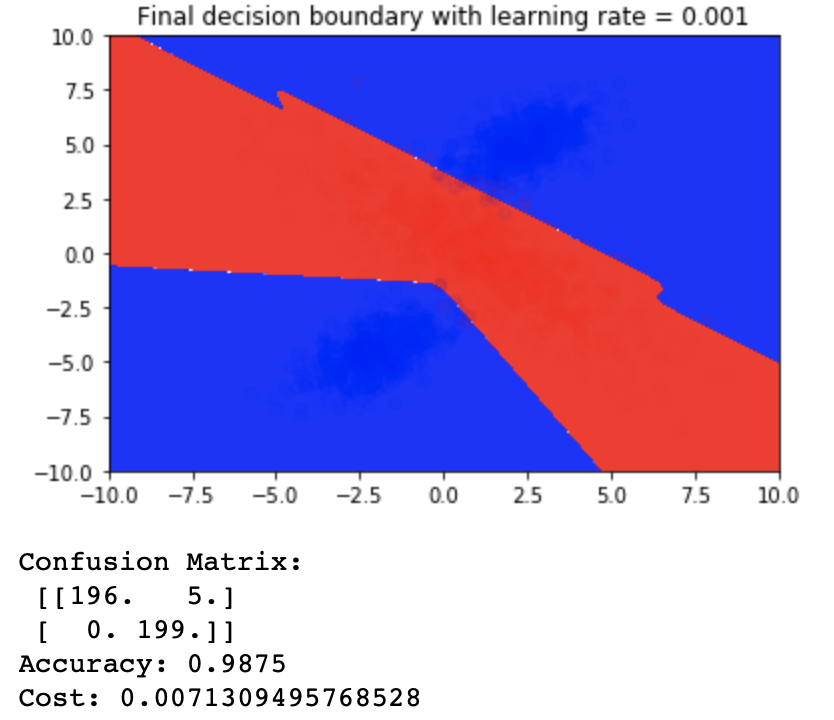 Final decision boundary with learning rate = 0.001
10.0
7.5
5.0
2.5
0.0
−2.5
−5.0
−7.5
−10.0
−10.0 −7.5 −5.0 −2.5 0.0 2.5 5.0 7.5 10.0
Confusion Matrix:
[[196. 5.]
[ 0. 199.]]
Accuracy: 0.9875
Cost: 0.0071309495768528